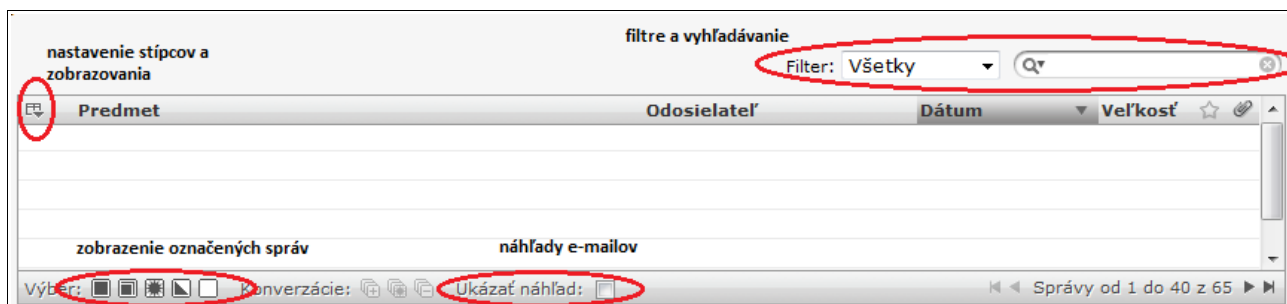 filtre a vyhľadávanie
nastavenie stípcov a
zobrazovania
Filter: Všetky
Predmet Odosielateľ Dátum Veľkosť
zobrazenie označených správ náhľady e-mailov
Výber: Konverzácie: Ukázať náhľad: Správy od 1 do 40 z 65